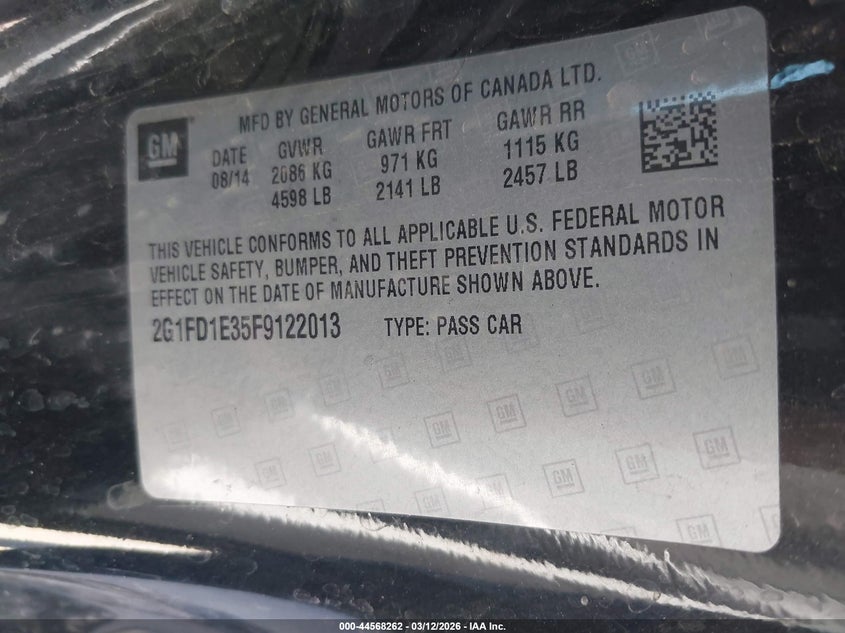 MFD BY GENERAL MOTORS OF CANADA LTD.
GM
DATE GVWR GAWR FRT GAWR RR
08/14 2086 KG 971 KG 1115 KG
4598 LB 2141 LB 2457 LB
THIS VEHICLE CONFORMS TO ALL APPLICABLE U.S. FEDERAL MOTOR
VEHICLE SAFETY, BUMPER, AND THEFT PREVENTION STANDARDS IN
EFFECT ON THE DATE OF MANUFACTURE SHOWN ABOVE.
2G1FD1E35F9122013 TYPE: PASS CAR
000-44568262 - 03/12/2026 - IAA Inc.